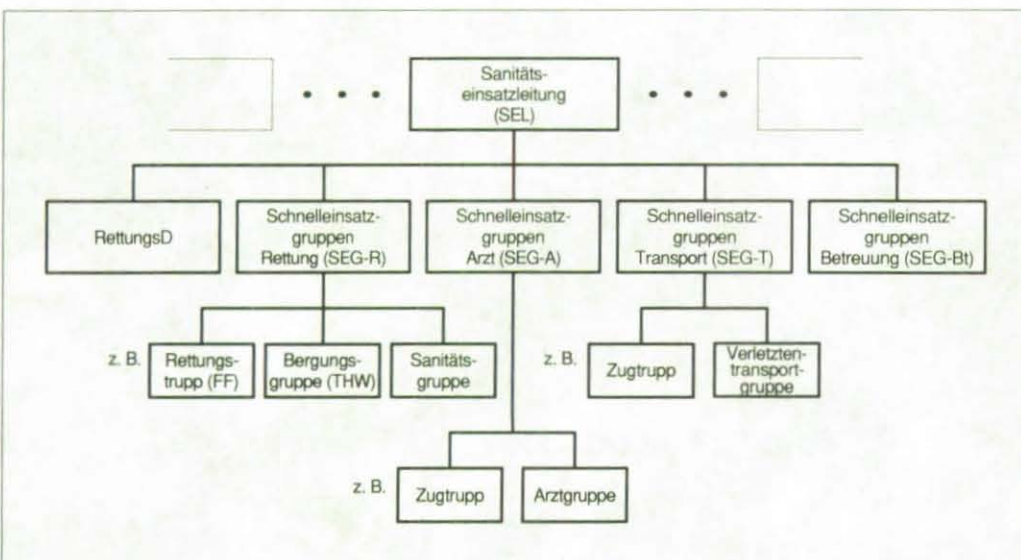 Sanitäts-
einsatzleitung
(SEL)
RettungsD
Schnelleinsatz-
gruppen
Rettung (SEG-R)
Schnelleinsatz-
gruppen
Arzt (SEG-A)
Schnelleinsatz-
gruppen
Transport (SEG-T)
Schnelleinsatz-
gruppen
Betreuung (SEG-Bt)
z. B.
Rettungs-
trupp (FF)
Bergungs-
gruppe (THW)
Sanitäts-
gruppe
z. B.
Zugtrupp
Verletzten-
transport-
gruppe
z. B.
Zugtrupp
Arztgruppe